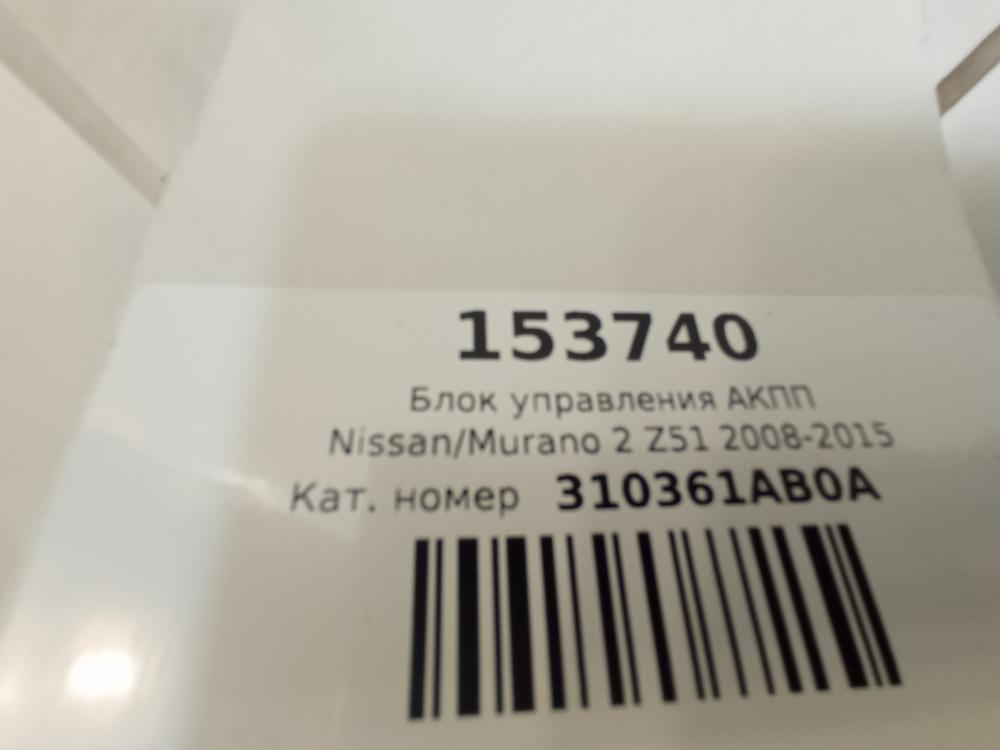 153740
Блок управления АКПП
Nissan/Murano 2 Z51 2008-2015
Кат. номер 310361AB0A